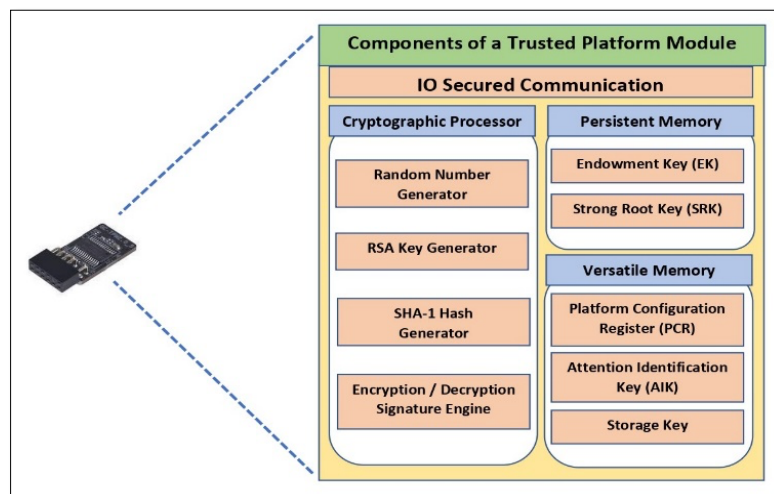 Components of a Trusted Platform Module
IO Secured Communication
Cryptographic Processor
Random Number
Generator
RSA Key Generator
SHA-1 Hash
Generator
Encryption / Decryption
Signature Engine
Persistent Memory
Endowment Key (EK)
Strong Root Key (SRK)
Versatile Memory
Platform Configuration
Register (PCR)
Attention Identification
Key (AIK)
Storage Key